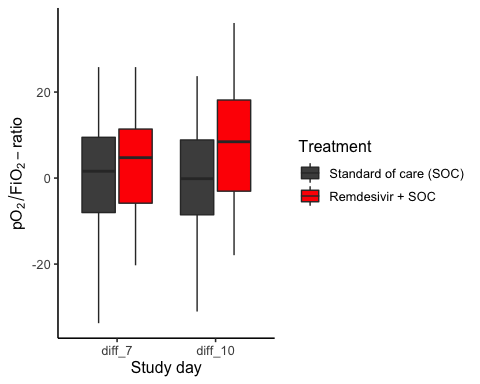 pO₂/FiO₂−ratio
20
0
-20
diff_7
diff_10
Study day
Treatment
Standard of care (SOC)
Remdesivir + SOC